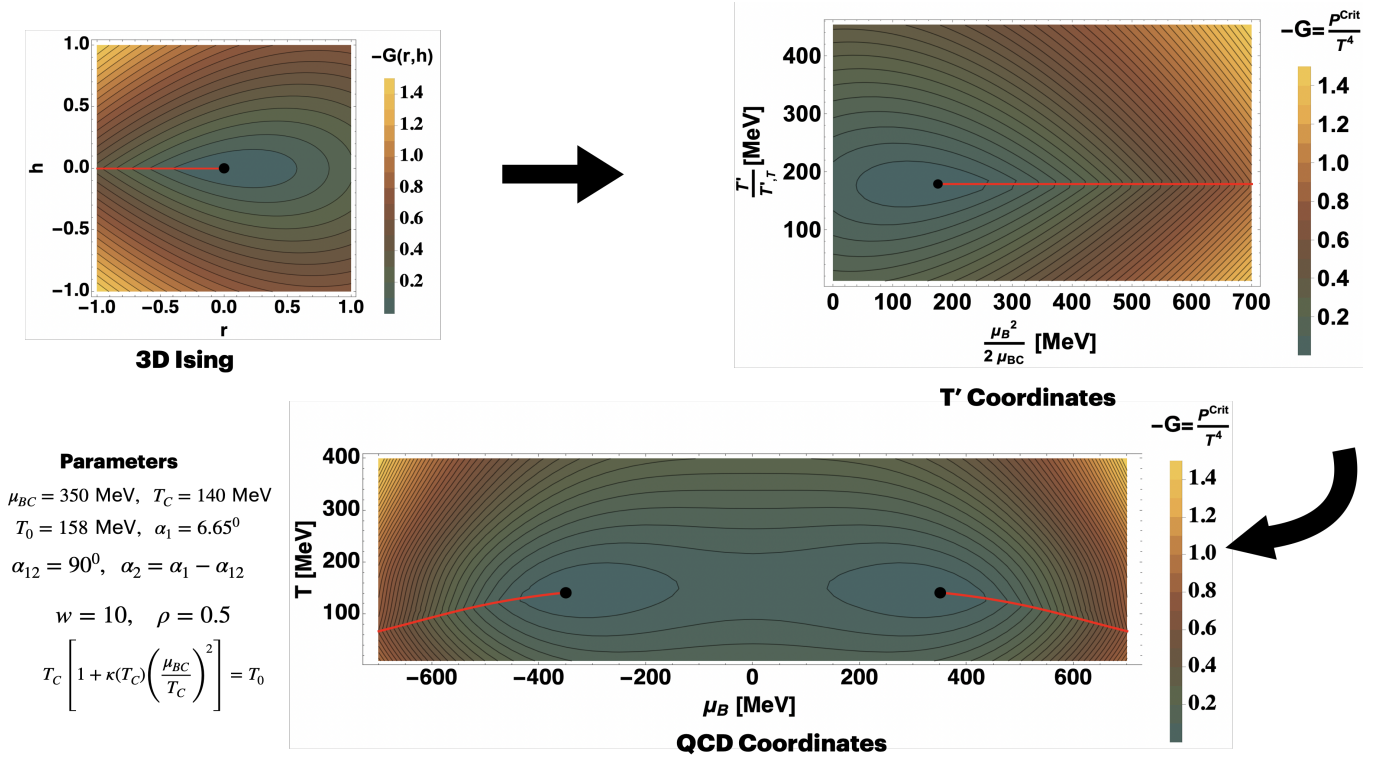 −G(r,h)
1.0
0.5
0.0
−0.5
−1.0
h
−1.0 −0.5 0.0 0.5 1.0
r
1.4
1.2
1.0
0.8
0.6
0.4
0.2
3D Ising
−G= P^Crit / T^4
400
300
200
100
T′ / T′,T [MeV]
0 100 200 300 400 500 600 700
μB² / 2 μBC [MeV]
1.4
1.2
1.0
0.8
0.6
0.4
0.2
T′ Coordinates
Parameters
μBC = 350 MeV, TC = 140 MeV
T0 = 158 MeV, α1 = 6.65⁰
α12 = 90⁰, α2 = α1 − α12
w = 10, ρ = 0.5
TC [1 + κ(TC) (μBC / TC)²] = T0
−G= P^Crit / T^4
400
300
200
100
T [MeV]
−600 −400 −200 0 200 400 600
μB [MeV]
1.4
1.2
1.0
0.8
0.6
0.4
0.2
QCD Coordinates